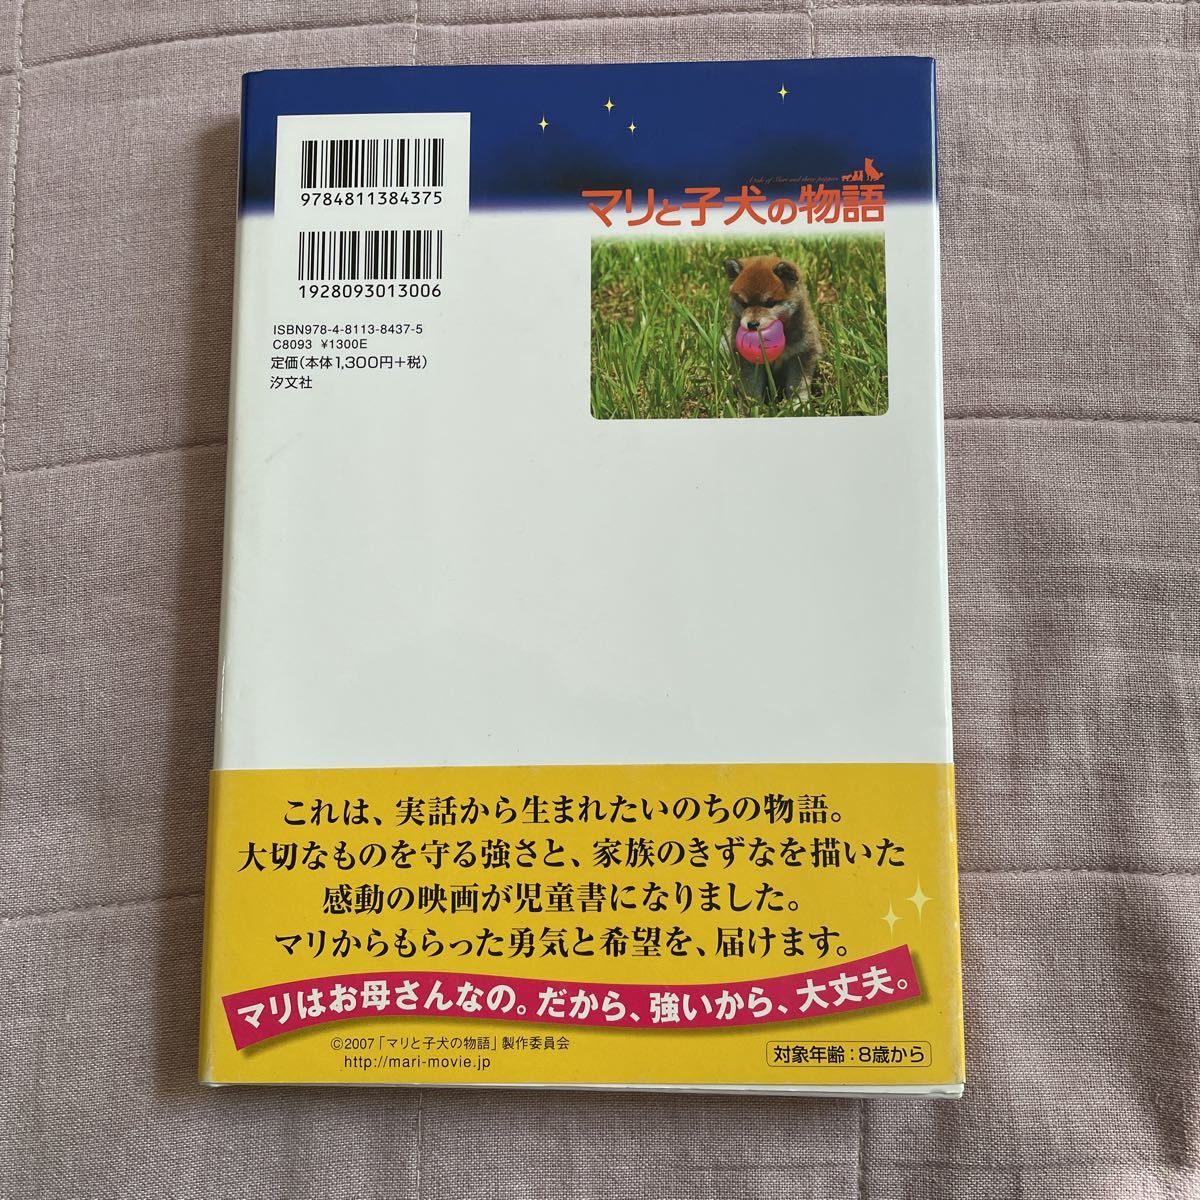 9784811384375
1928093013006
ISBN978-4-8113-8437-5
C8093 ¥1300E
定価(本体1,300円+税)
汐文社
A tale of Mari and three puppies
マリと子犬の物語
これは、実話から生まれたいのちの物語。
大切なものを守る強さと、家族のきずなを描いた
感動の映画が児童書になりました。
マリからもらった勇気と希望を、届けます。
マリはお母さんなの。だから、強いから、大丈夫。
©2007「マリと子犬の物語」製作委員会
http://mari-movie.jp
対象年齢:8歳から